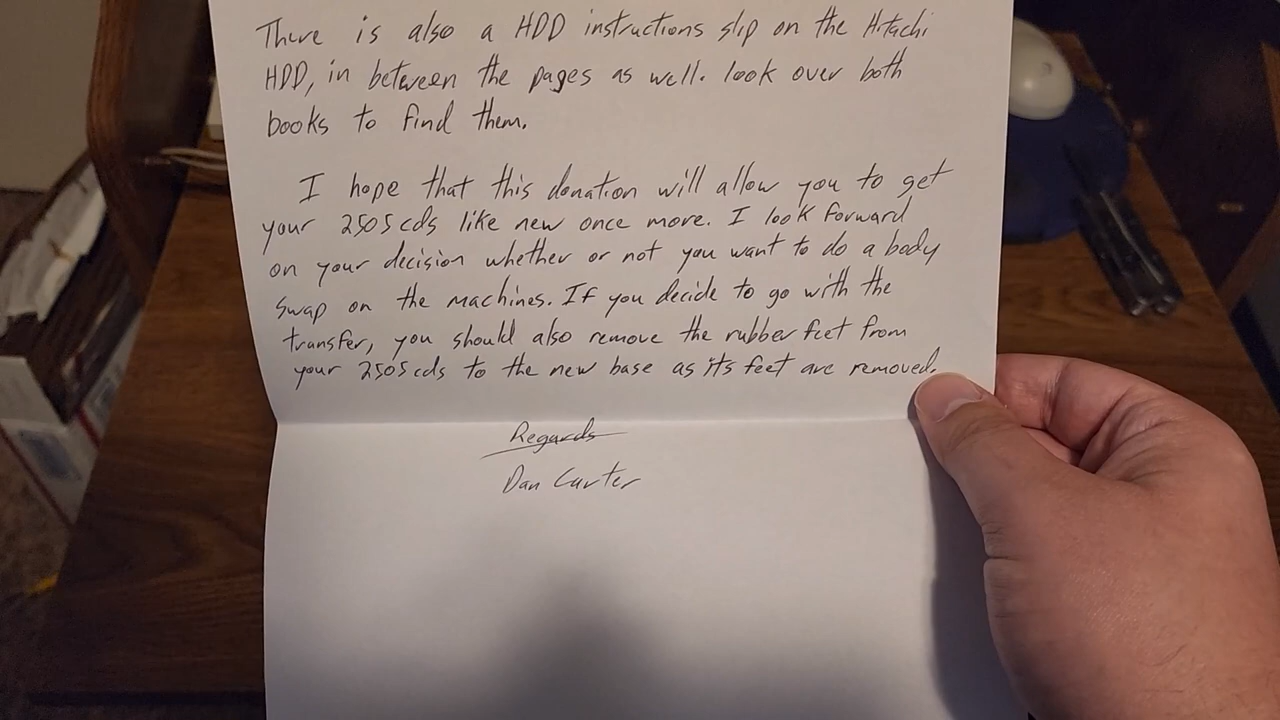 There is also a HDD instructions slip on the Hitachi
HDD, in between the pages as well. look over both
books to find them.
I hope that this donation will allow you to get
your 2505cds like new once more. I look forward
on your decision whether or not you want to do a body
swap on the machines. If you decide to go with the
transfer, you should also remove the rubber feet from
your 2505cds to the new base as its feet are removed.
Regards
Dan Carter